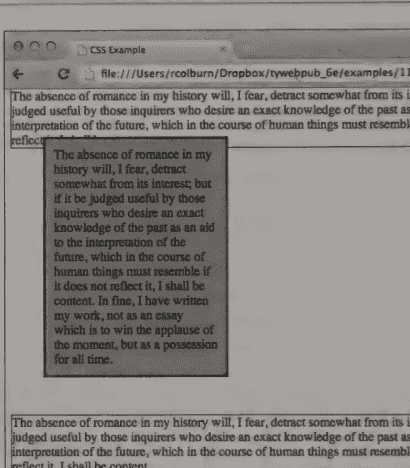 CSS Example ×
file:///Users/rcolburn/Dropbox/tywebpub_6e/examples/11
The absence of romance in my history will, I fear, detract somewhat from its i
judged useful by those inquirers who desire an exact knowledge of the past as
interpretation of the future, which in the course of human things must resembl
reflect
The absence of romance in my
history will, I fear, detract
somewhat from its interest; but
if it be judged useful by those
inquirers who desire an exact
knowledge of the past as an aid
to the interpretation of the
future, which in the course of
human things must resemble if
it does not reflect it, I shall be
content. In fine, I have written
my work, not as an essay
which is to win the applause of
the moment, but as a possession
for all time.
The absence of romance in my history will, I fear, detract somewhat from its i
judged useful by those inquirers who desire an exact knowledge of the past as
interpretation of the future, which in the course of human things must resembl
reflect it, I shall be content.